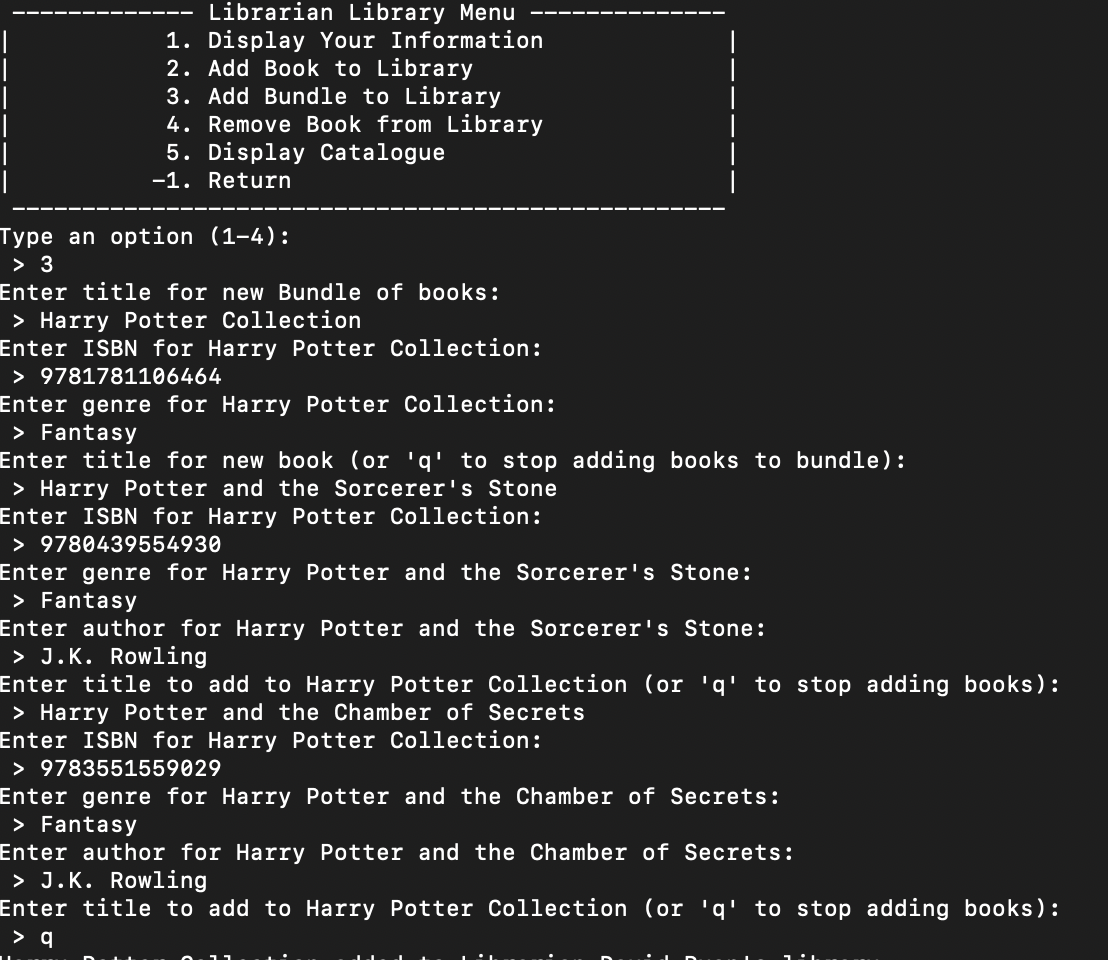 ------------- Librarian Library Menu --------------
| 1. Display Your Information |
| 2. Add Book to Library |
| 3. Add Bundle to Library |
| 4. Remove Book from Library |
| 5. Display Catalogue |
| -1. Return |
---------------------------------------------------
Type an option (1-4):
> 3
Enter title for new Bundle of books:
> Harry Potter Collection
Enter ISBN for Harry Potter Collection:
> 9781781106464
Enter genre for Harry Potter Collection:
> Fantasy
Enter title for new book (or 'q' to stop adding books to bundle):
> Harry Potter and the Sorcerer's Stone
Enter ISBN for Harry Potter Collection:
> 9780439554930
Enter genre for Harry Potter and the Sorcerer's Stone:
> Fantasy
Enter author for Harry Potter and the Sorcerer's Stone:
> J.K. Rowling
Enter title to add to Harry Potter Collection (or 'q' to stop adding books):
> Harry Potter and the Chamber of Secrets
Enter ISBN for Harry Potter Collection:
> 9783551559029
Enter genre for Harry Potter and the Chamber of Secrets:
> Fantasy
Enter author for Harry Potter and the Chamber of Secrets:
> J.K. Rowling
Enter title to add to Harry Potter Collection (or 'q' to stop adding books):
> q
Harry Potter Collection added to Librarian David library